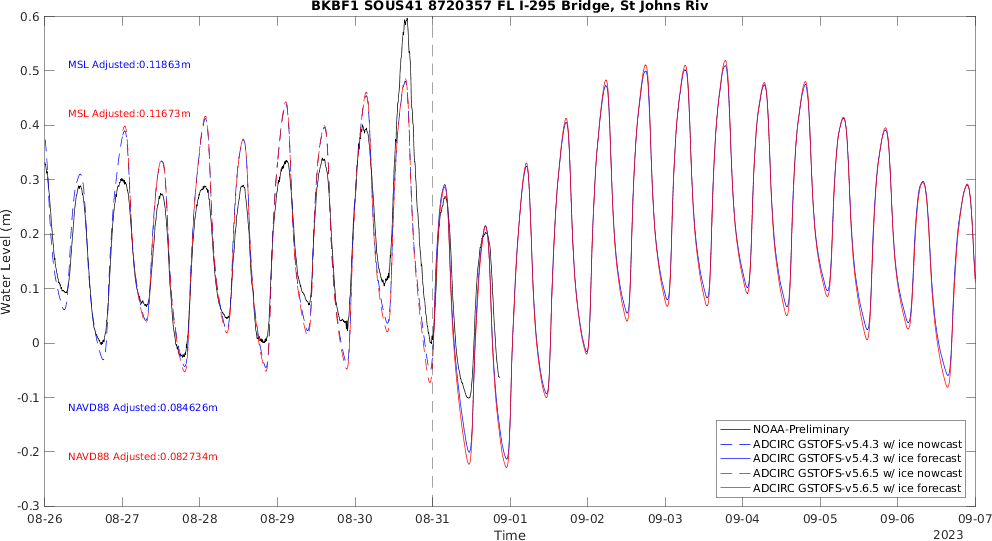 BKBF1 SOUS41 8720357 FL I-295 Bridge, St Johns Riv
0.6
0.5
0.4
0.3
0.2
0.1
0
-0.1
-0.2
-0.3
Water Level (m)
MSL Adjusted:0.11863m
MSL Adjusted:0.11673m
NAVD88 Adjusted:0.084626m
NAVD88 Adjusted:0.082734m
NOAA-Preliminary
ADCIRC GSTOFS-v5.4.3 w/ ice nowcast
ADCIRC GSTOFS-v5.4.3 w/ ice forecast
ADCIRC GSTOFS-v5.6.5 w/ ice nowcast
ADCIRC GSTOFS-v5.6.5 w/ ice forecast
08-26 08-27 08-28 08-29 08-30 08-31 09-01 09-02 09-03 09-04 09-05 09-06 09-07
Time
2023